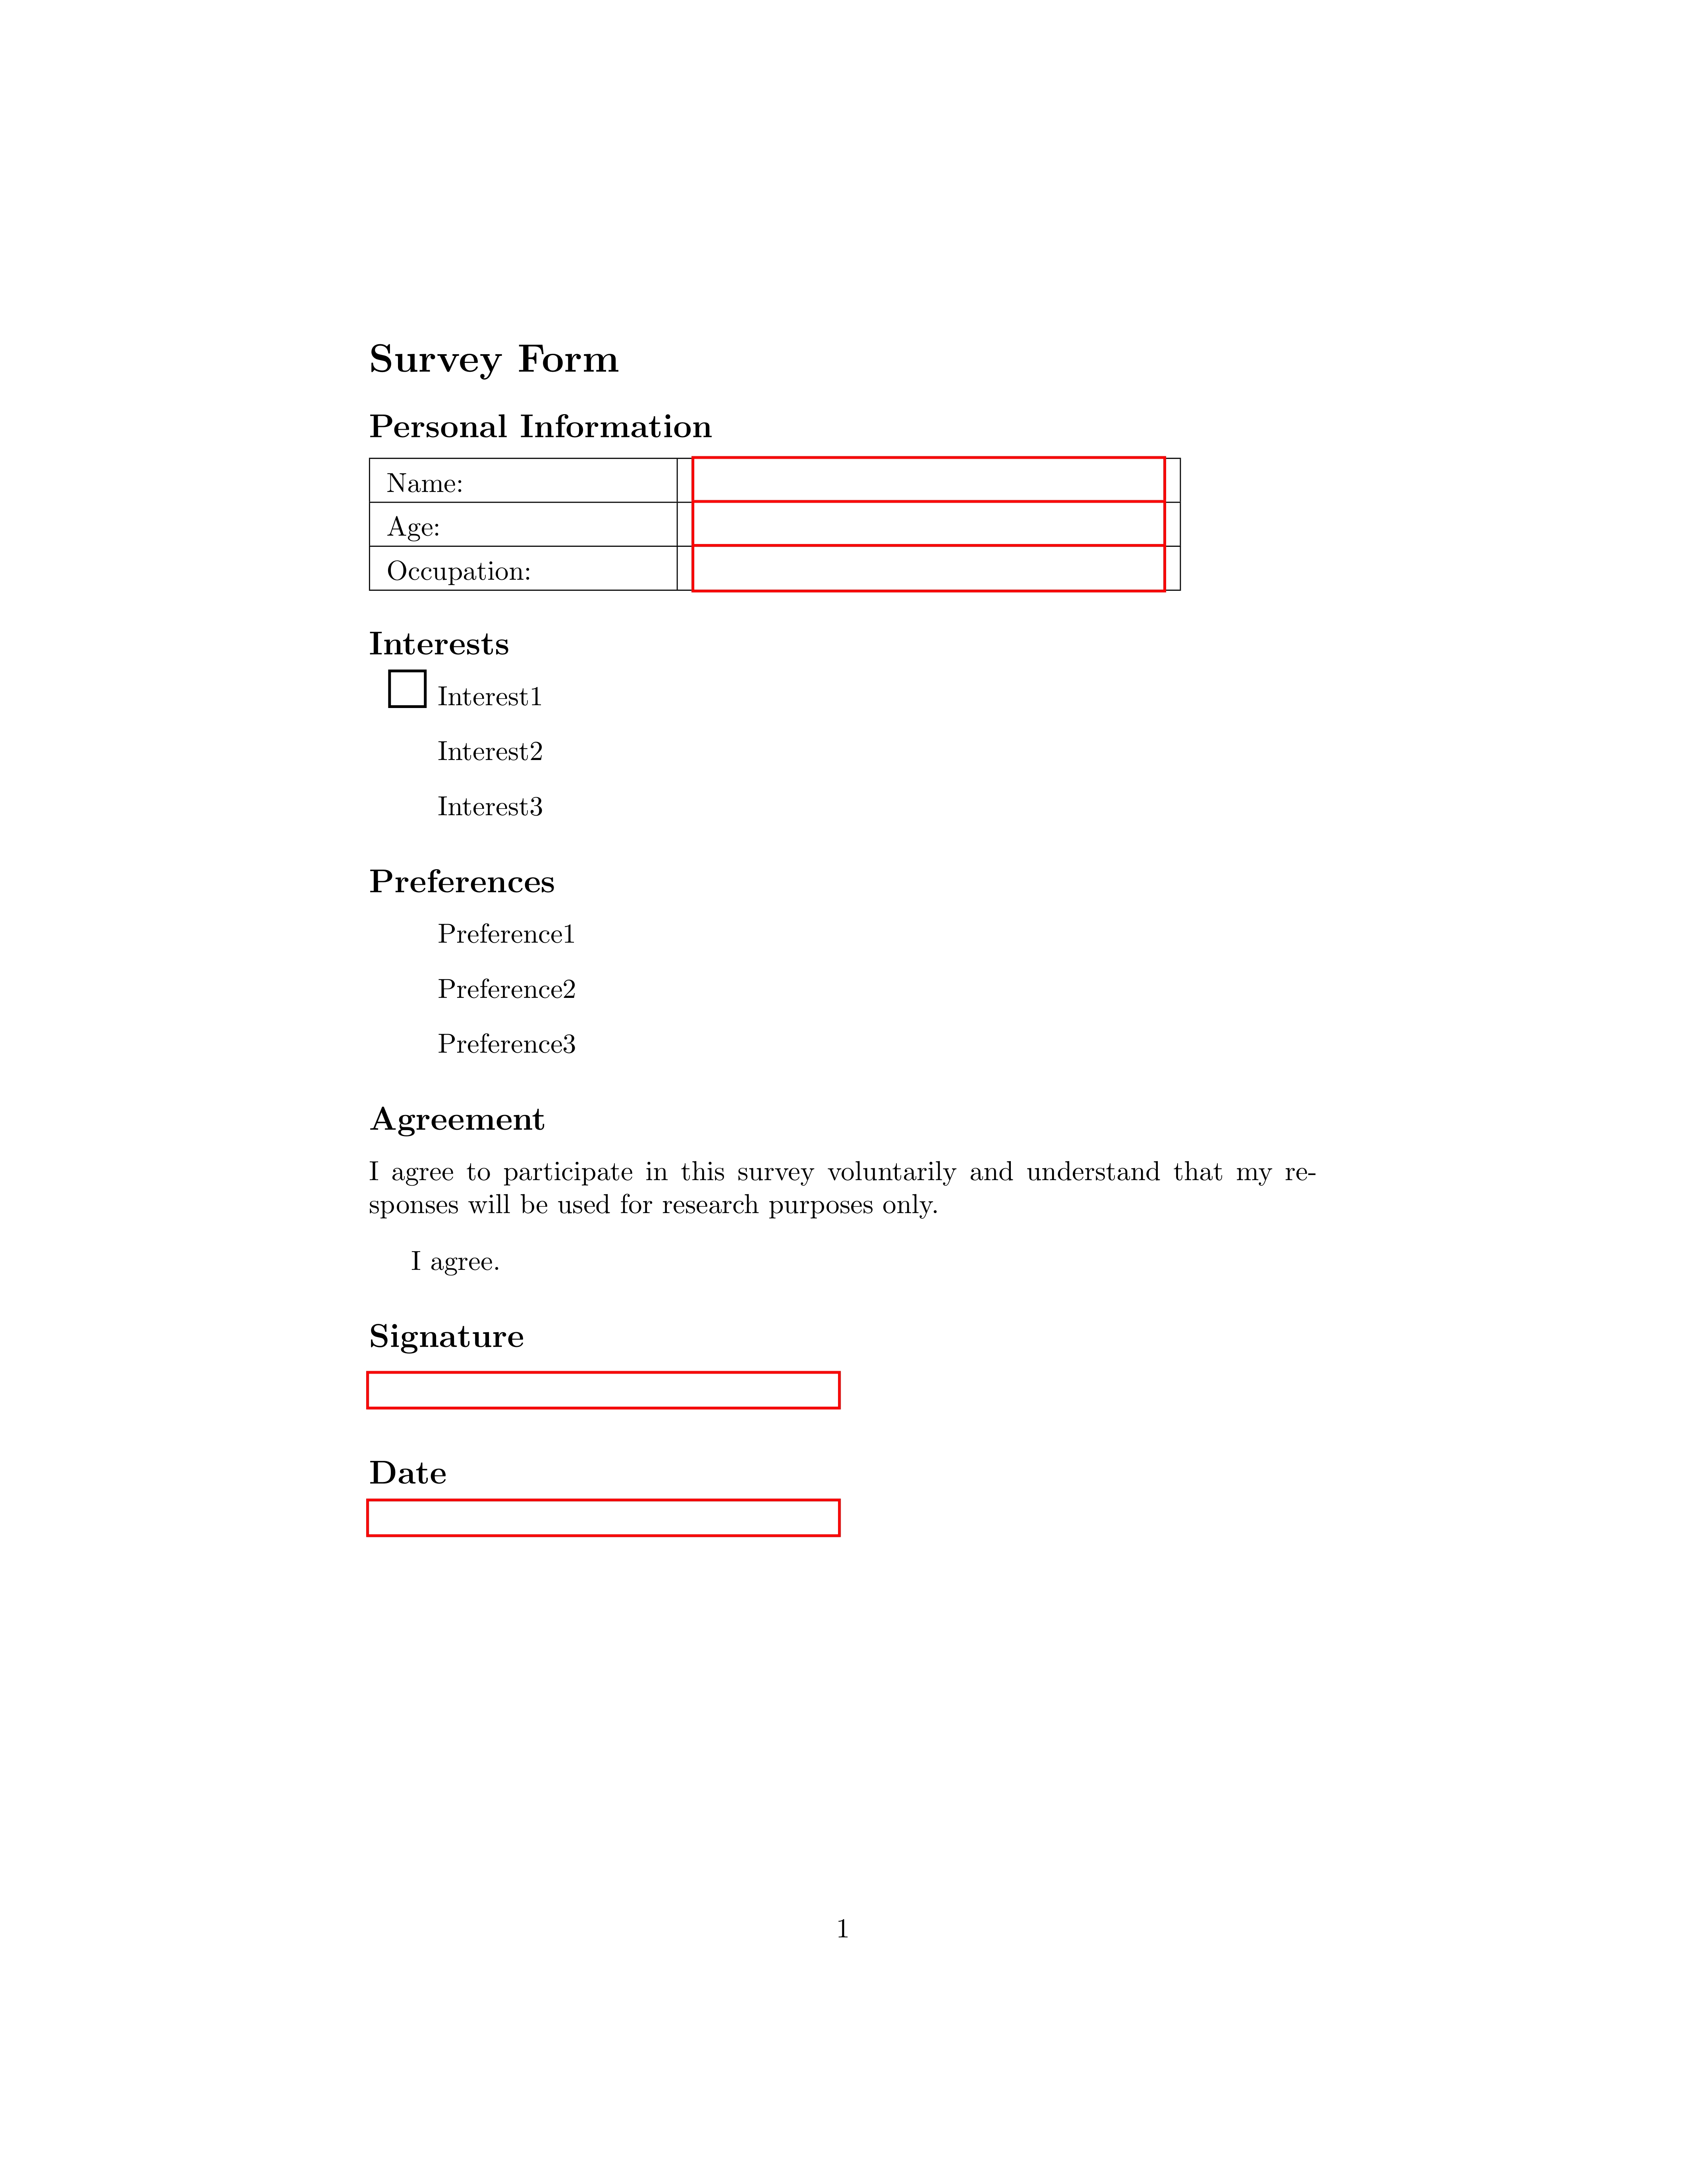 Survey Form
Personal Information
Name:
Age:
Occupation:
Interests
Interest1
Interest2
Interest3
Preferences
Preference1
Preference2
Preference3
Agreement
I agree to participate in this survey voluntarily and understand that my re-
sponses will be used for research purposes only.
I agree.
Signature
Date
1